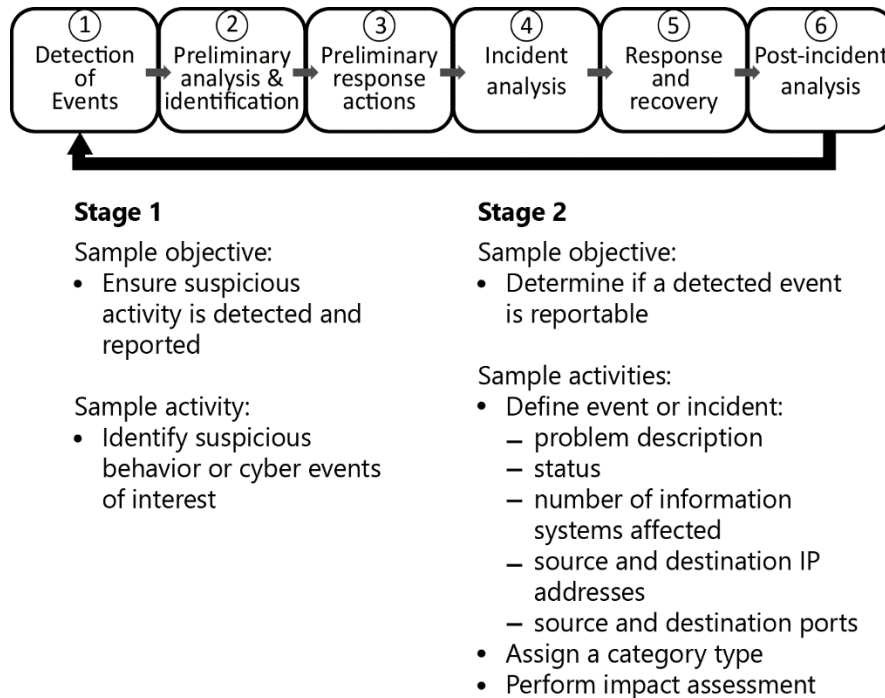 1
Detection
of
Events
2
Preliminary
analysis &
identification
3
Preliminary
response
actions
4
Incident
analysis
5
Response
and
recovery
6
Post-incident
analysis
Stage 1
Sample objective:
• Ensure suspicious
activity is detected and
reported
Sample activity:
• Identify suspicious
behavior or cyber events
of interest
Stage 2
Sample objective:
• Determine if a detected event
is reportable
Sample activities:
• Define event or incident:
– problem description
– status
– number of information
systems affected
– source and destination IP
addresses
– source and destination ports
• Assign a category type
• Perform impact assessment